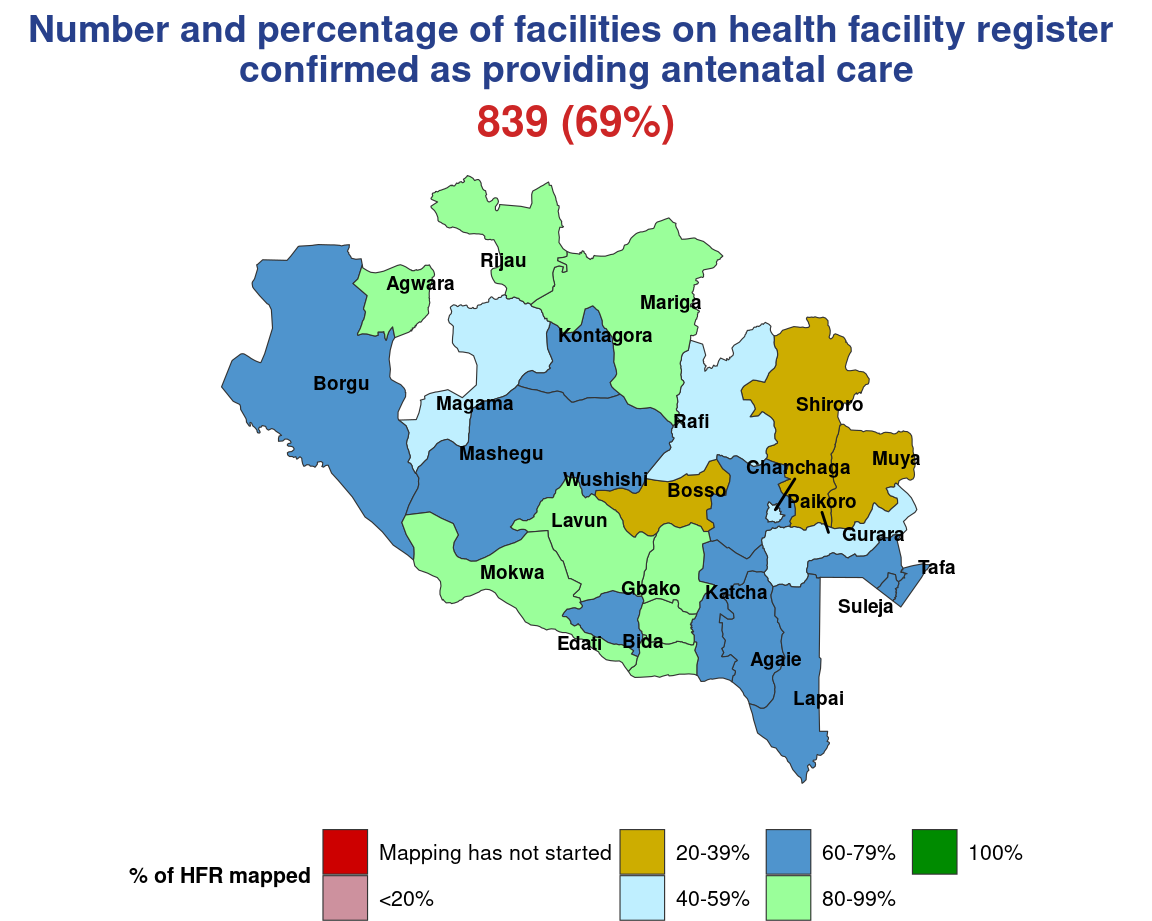 Number and percentage of facilities on health facility register
confirmed as providing antenatal care
839 (69%)
Rijau
Agwara
Mariga
Kontagora
Borgu
Magama
Shiroro
Rafi
Mashegu
Muya
Chanchaga
Wushishi
Bosso
Paikoro
Lavun
Gurara
Tafa
Mokwa
Gbako
Katcha
Suleja
Edati
Bida
Agaie
Lapai
% of HFR mapped
Mapping has not started
<20%
20-39%
40-59%
60-79%
80-99%
100%